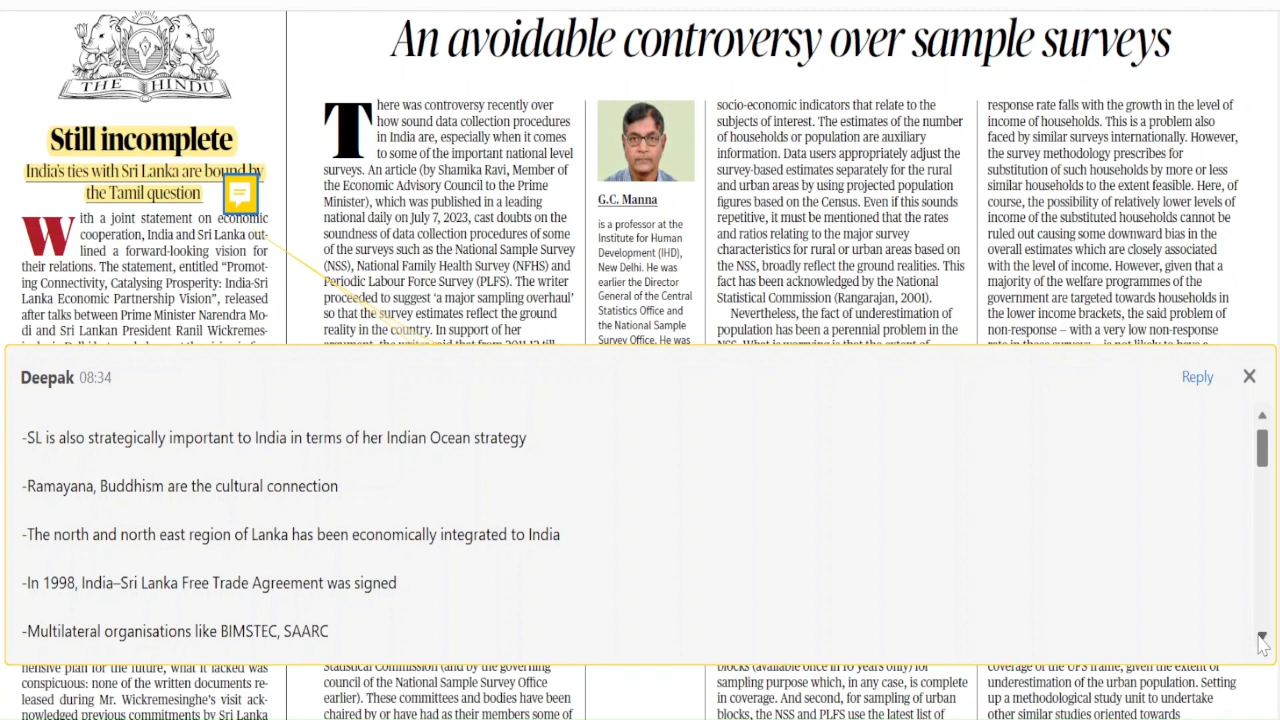 THE HINDU
Still incomplete
India's ties with Sri Lanka are bound by
the Tamil question
With a joint statement on economic
cooperation, India and Sri Lanka out-
lined a forward-looking vision for
their relations. The statement, entitled “Promot-
ing Connectivity, Catalysing Prosperity: India-Sri
Lanka Economic Partnership Vision”, released
after talks between Prime Minister Narendra Mo-
di and Sri Lankan President Ranil Wickremes-
An avoidable controversy over sample surveys
There was controversy recently over
how sound data collection procedures
in India are, especially when it comes
to some of the important national level
surveys. An article (by Shamika Ravi, Member of
the Economic Advisory Council to the Prime
Minister), which was published in a leading
national daily on July 7, 2023, cast doubts on the
soundness of data collection procedures of some
of the surveys such as the National Sample Survey
(NSS), National Family Health Survey (NFHS) and
Periodic Labour Force Survey (PLFS). The writer
proceeded to suggest ‘a major sampling overhaul’
so that the survey estimates reflect the ground
reality in the country. In support of her
G.C. Manna
is a professor at the
Institute for Human
Development (IHD),
New Delhi. He was
earlier the Director
General of the Central
Statistics Office and
the National Sample
Survey Office. He was
socio-economic indicators that relate to the
subjects of interest. The estimates of the number
of households or population are auxiliary
information. Data users appropriately adjust the
survey-based estimates separately for the rural
and urban areas by using projected population
figures based on the Census. Even if this sounds
repetitive, it must be mentioned that the rates
and ratios relating to the major survey
characteristics for rural or urban areas based on
the NSS, broadly reflect the ground realities. This
fact has been acknowledged by the National
Statistical Commission (Rangarajan, 2001).
Nevertheless, the fact of underestimation of
population has been a perennial problem in the
response rate falls with the growth in the level of
income of households. This is a problem also
faced by similar surveys internationally. However,
the survey methodology prescribes for
substitution of such households by more or less
similar households to the extent feasible. Here, of
course, the possibility of relatively lower levels of
income of the substituted households cannot be
ruled out causing some downward bias in the
overall estimates which are closely associated
with the level of income. However, given that a
majority of the welfare programmes of the
government are targeted towards households in
the lower income brackets, the said problem of
non-response – with a very low non-response
Deepak 08:34
Reply
-SL is also strategically important to India in terms of her Indian Ocean strategy
-Ramayana, Buddhism are the cultural connection
-The north and north east region of Lanka has been economically integrated to India
-In 1998, India–Sri Lanka Free Trade Agreement was signed
-Multilateral organisations like BIMSTEC, SAARC
hensive plan for the future, what it lacked was
conspicuous: none of the written documents re-
leased during Mr. Wickremesinghe's visit ack-
nowledged previous commitments by Sri Lanka
Statistical Commission (and by the governing
council of the National Sample Survey Office
earlier). These committees and bodies have been
chaired by or have had as their members some of
blocks (available once in 10 years only) for
sampling purpose which, in any case, is complete
in coverage. And second, for sampling of urban
blocks, the NSS and PLFS use the latest list of
coverage of the UFS frame, given the extent of
underestimation of the urban population. Setting
up a methodological study unit to undertake
other similar studies oriented towards